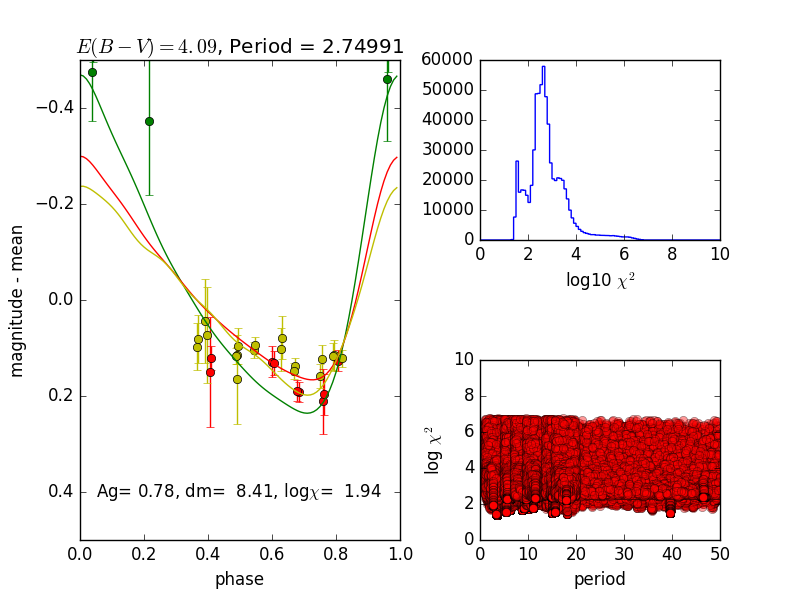 E(B − V) = 4.09, Period = 2.74991
−0.4
−0.2
0.0
0.2
0.4
magnitude - mean
Ag= 0.78, dm= 8.41, logχ= 1.94
0.0 0.2 0.4 0.6 0.8 1.0
phase
60000
50000
40000
30000
20000
10000
0
0 2 4 6 8 10
log10 χ²
10
8
6
4
2
0
log χ²
0 10 20 30 40 50
period